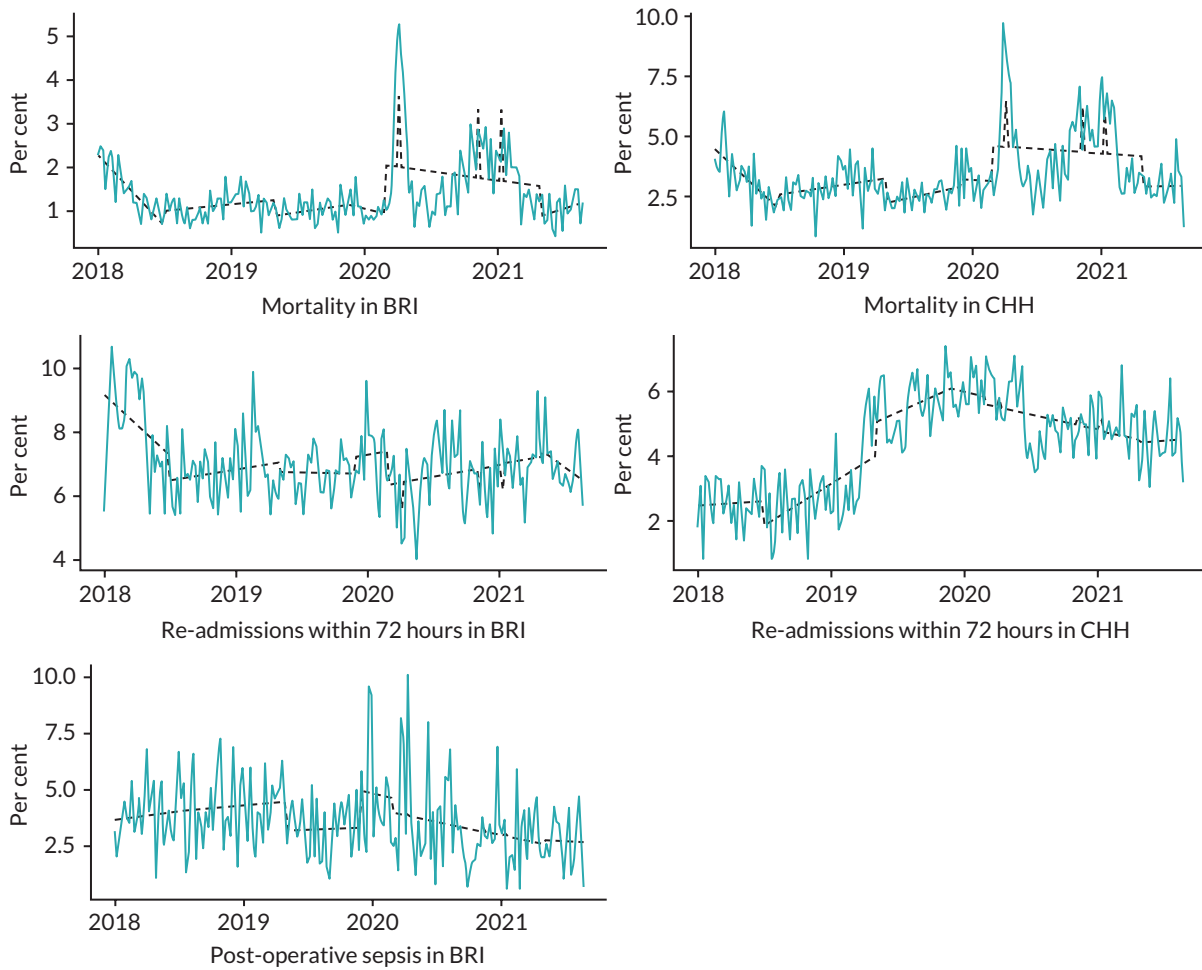 Per cent
5
4
3
2
1
2018 2019 2020 2021
Mortality in BRI
Per cent
10.0
7.5
5.0
2.5
2018 2019 2020 2021
Mortality in CHH
Per cent
10
8
6
4
2018 2019 2020 2021
Re-admissions within 72 hours in BRI
Per cent
6
4
2
2018 2019 2020 2021
Re-admissions within 72 hours in CHH
Per cent
10.0
7.5
5.0
2.5
2018 2019 2020 2021
Post-operative sepsis in BRI